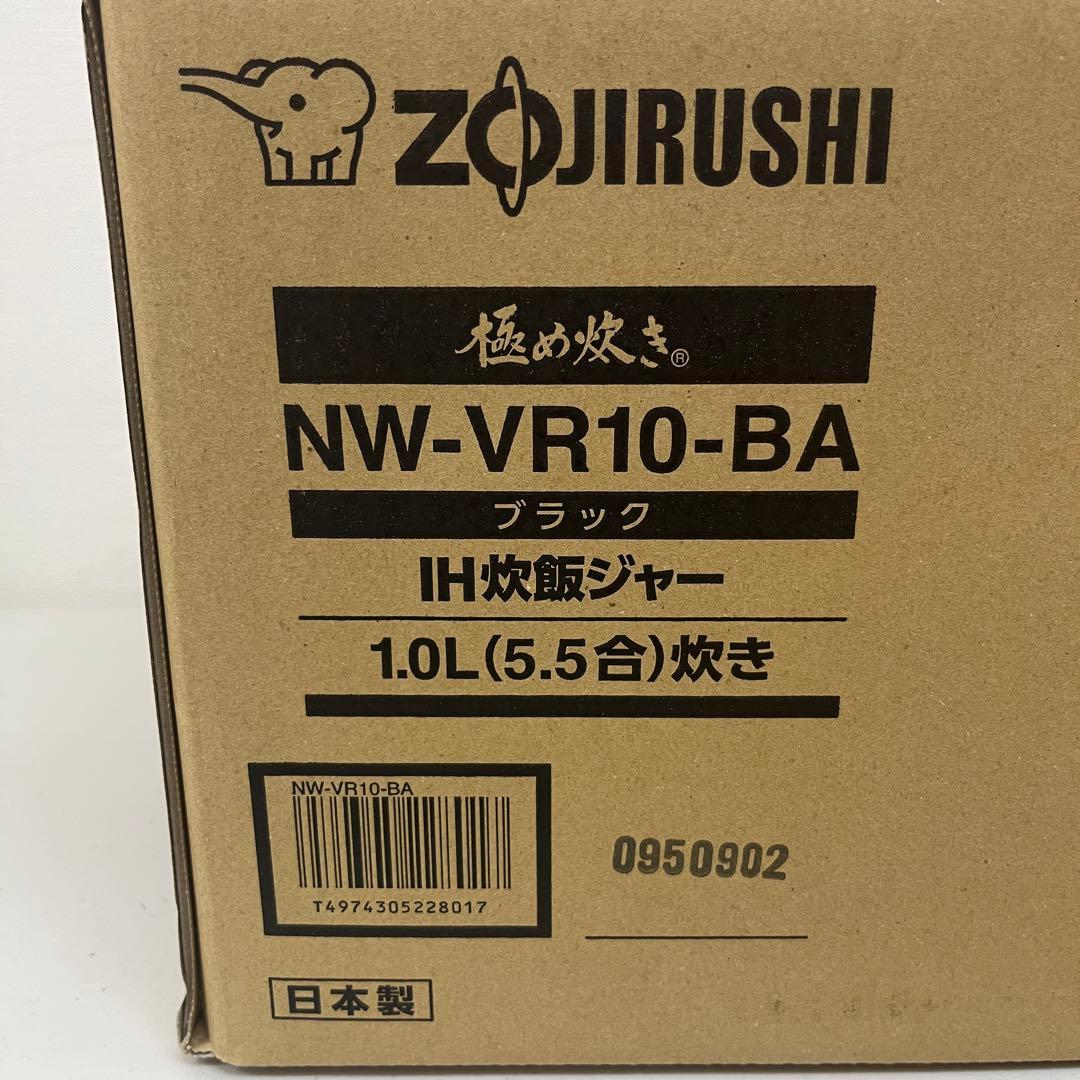 ZOJIRUSHI
極め炊き®
NW-VR10-BA
ブラック
IH炊飯ジャー
1.0L(5.5合)炊き
NW-VR10-BA
T4974305228017
0950902
日本製